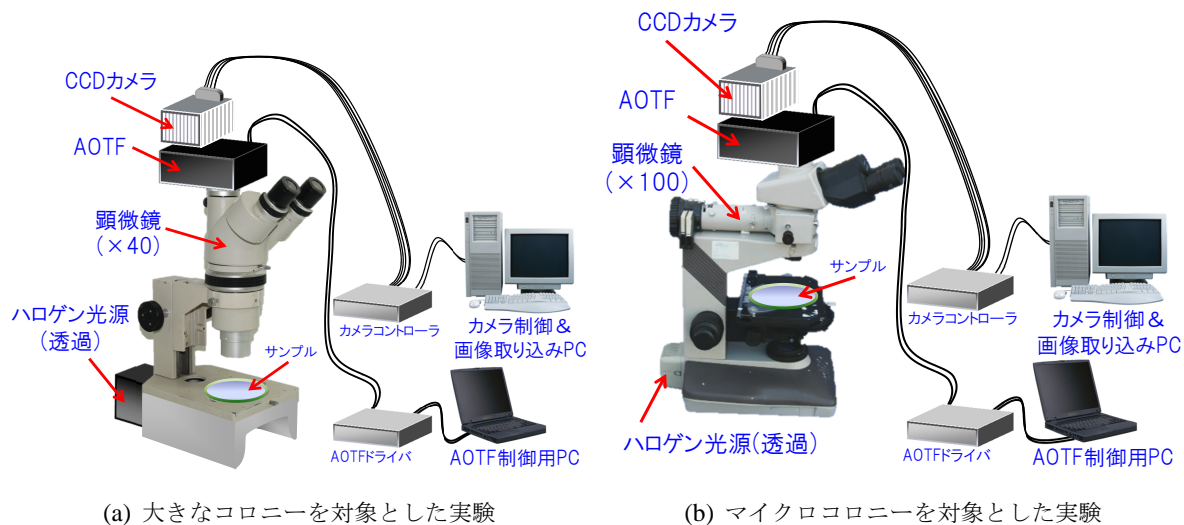 CCDカメラ
AOTF
顕微鏡
(×40)
ハロゲン光源
(透過)
サンプル
カメラコントローラ
カメラ制御&
画像取り込みPC
AOTFドライバ
AOTF制御用PC
(a) 大きなコロニーを対象とした実験
CCDカメラ
AOTF
顕微鏡
(×100)
サンプル
カメラコントローラ
カメラ制御&
画像取り込みPC
ハロゲン光源(透過)
AOTFドライバ
AOTF制御用PC
(b) マイクロコロニーを対象とした実験